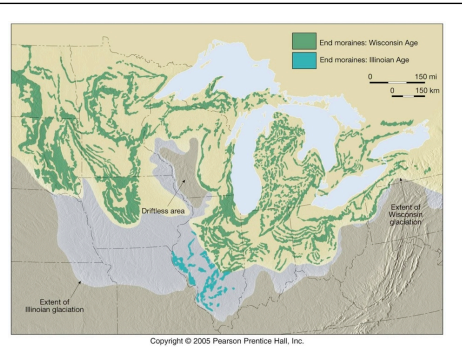 End moraines: Wisconsin Age
End moraines: Illinoian Age
0 150 mi
0 150 km
Driftless area
Extent of
Wisconsin
glaciation
Extent of
Illinoian glaciation
Copyright © 2005 Pearson Prentice Hall, Inc.